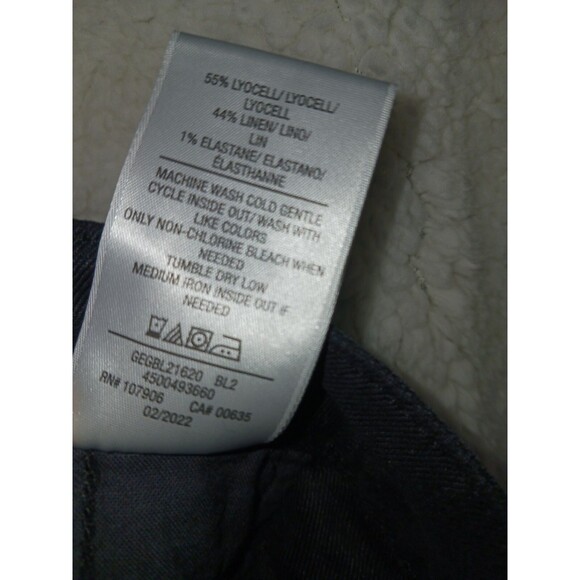 55% LYOCELL/ LYOCELL/
LYOCELL
44% LINEN/ LINO/
LIN
1% ELASTANE/ ELASTANO/
ÉLASTHANNE
MACHINE WASH COLD GENTLE
CYCLE INSIDE OUT/ WASH WITH
LIKE COLORS
ONLY NON-CHLORINE BLEACH WHEN
NEEDED
TUMBLE DRY LOW
MEDIUM IRON INSIDE OUT IF
NEEDED
GEGBL21620 BL2
4500493660
RN# 107906 CA# 00635
02/2022